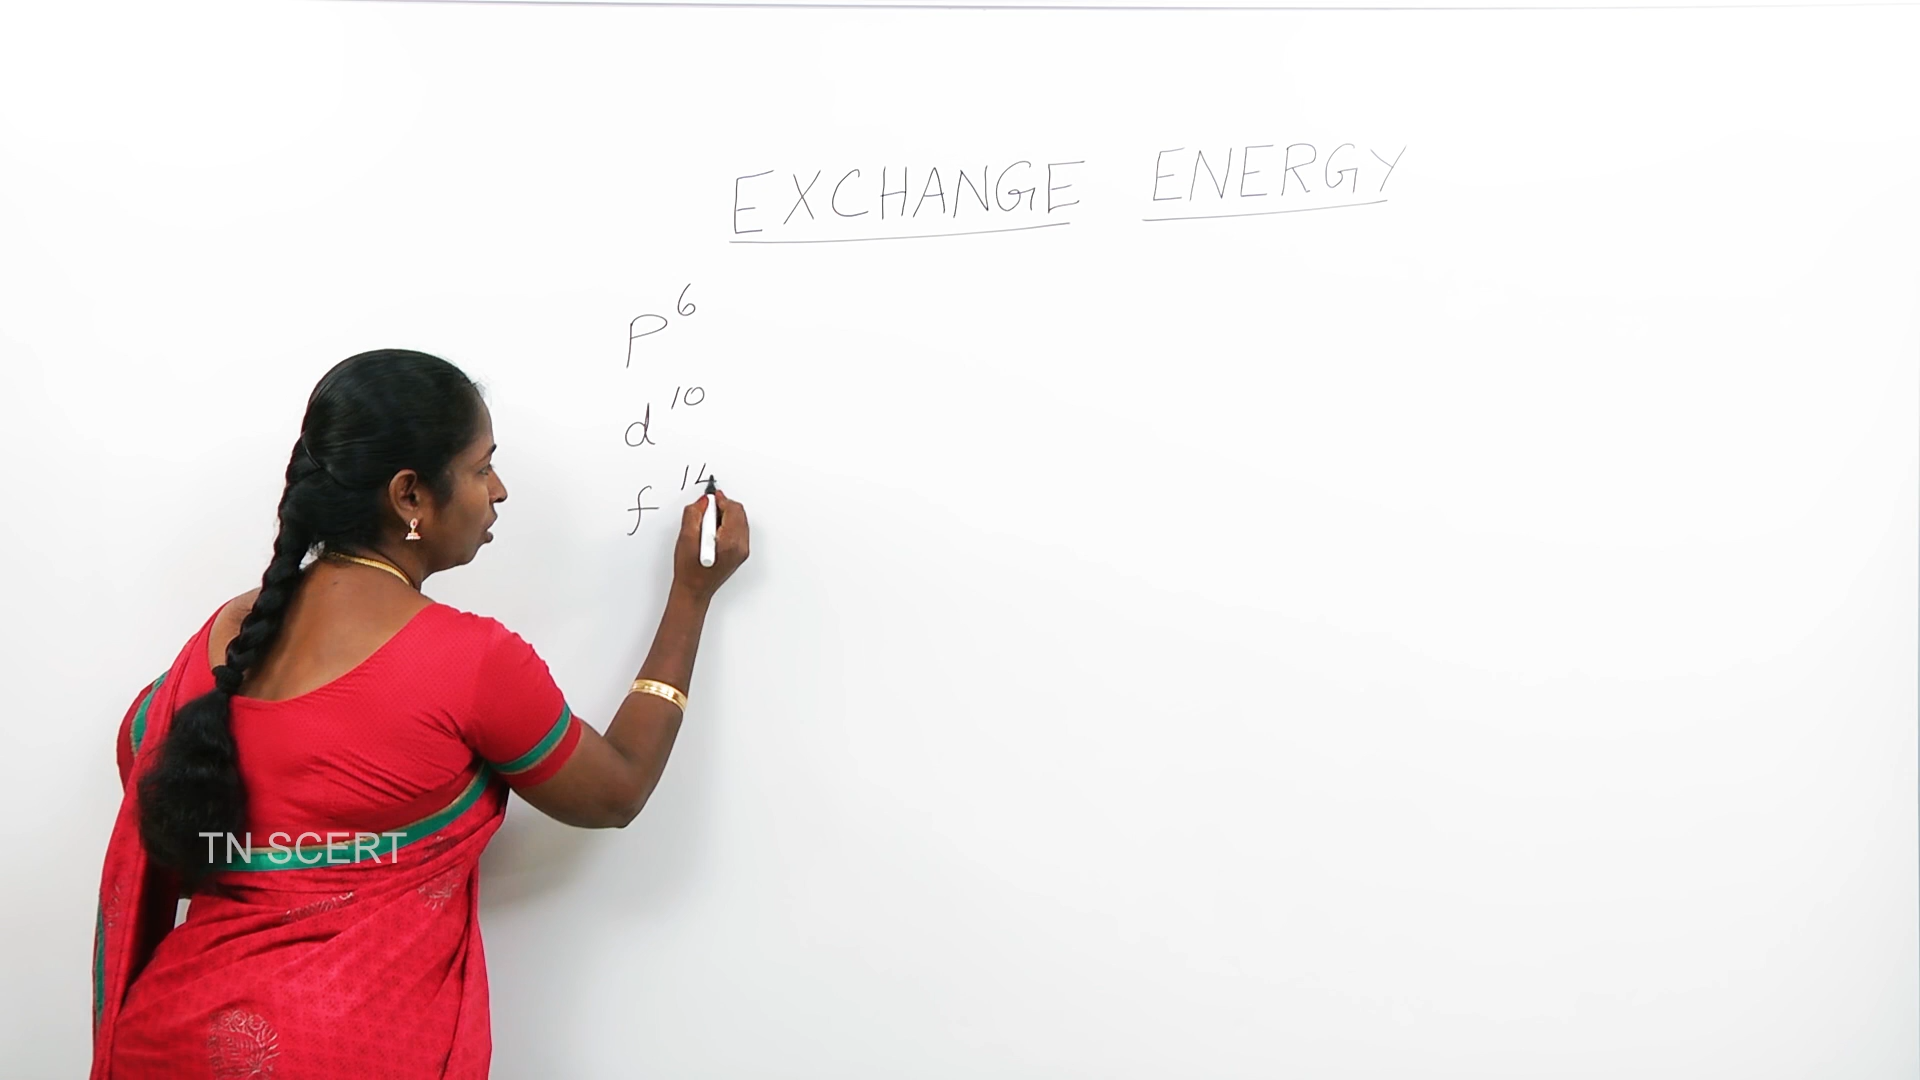 EXCHANGE ENERGY
P⁶
d¹⁰
f¹⁴
TN SCERT